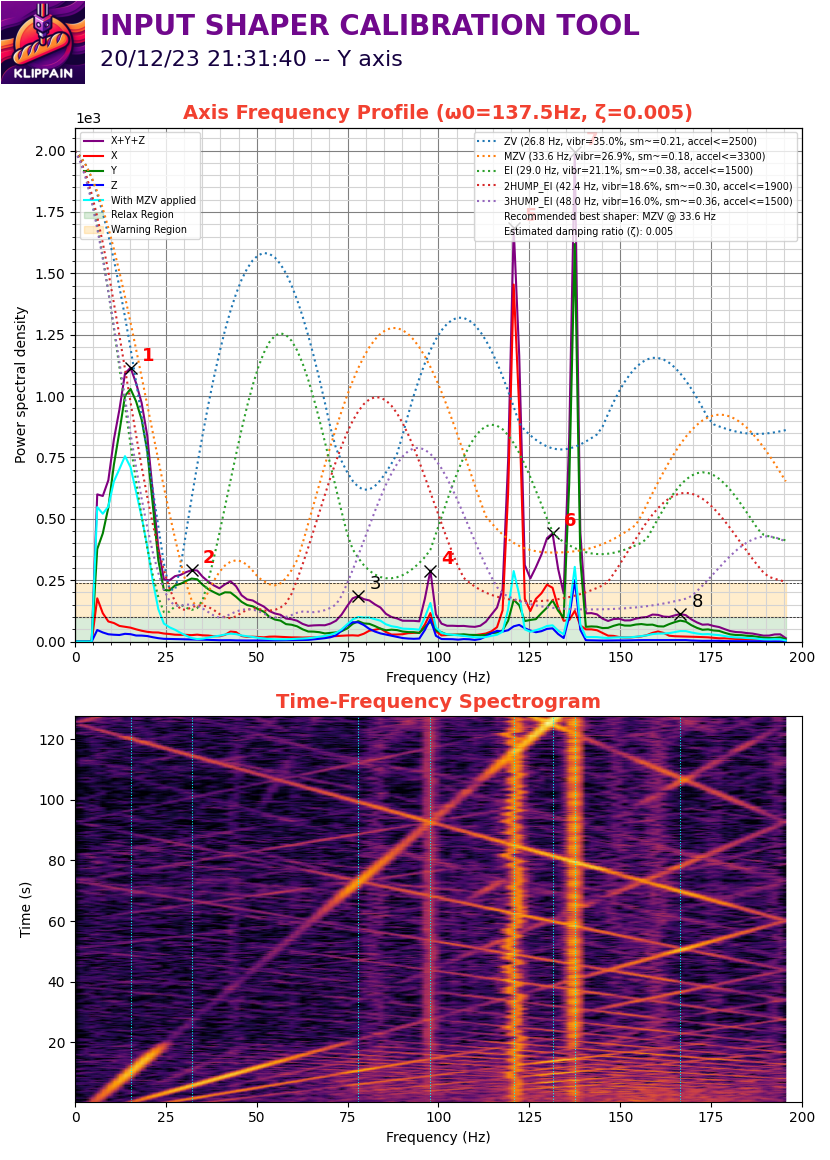 INPUT SHAPER CALIBRATION TOOL
20/12/23 21:31:40 -- Y axis
KLIPPAIN
Axis Frequency Profile (ω0=137.5Hz, ζ=0.005)
1e3
X+Y+Z
X
Y
Z
With MZV applied
Relax Region
Warning Region
ZV (26.8 Hz, vibr=35.0%, sm~=0.21, accel<=2500)
MZV (33.6 Hz, vibr=26.9%, sm~=0.18, accel<=3300)
EI (29.0 Hz, vibr=21.1%, sm~=0.38, accel<=1500)
2HUMP_EI (42.4 Hz, vibr=18.6%, sm~=0.30, accel<=1900)
3HUMP_EI (48.0 Hz, vibr=16.0%, sm~=0.36, accel<=1500)
Recommended best shaper: MZV @ 33.6 Hz
Estimated damping ratio (ζ): 0.005
Power spectral density
2.00
1.75
1.50
1.25
1.00
0.75
0.50
0.25
0.00
1
2
3
4
6
8
0 25 50 75 100 125 150 175 200
Frequency (Hz)
Time-Frequency Spectrogram
Time (s)
120
100
80
60
40
20
0 25 50 75 100 125 150 175 200
Frequency (Hz)